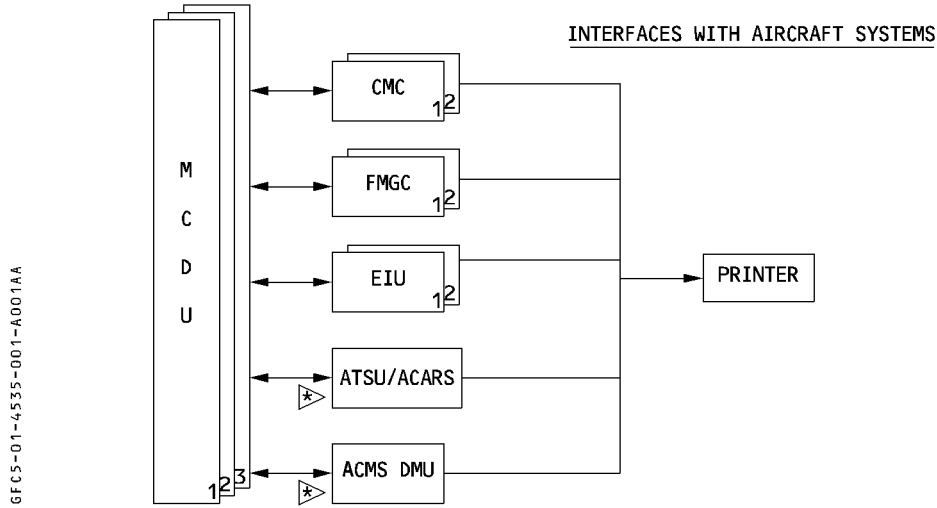 INTERFACES WITH AIRCRAFT SYSTEMS
M
C
D
U
1 2 3
CMC
1 2
FMGC
1 2
EIU
1 2
ATSU/ACARS
*
ACMS DMU
*
PRINTER
GFC5-01-4535-001-A001AA